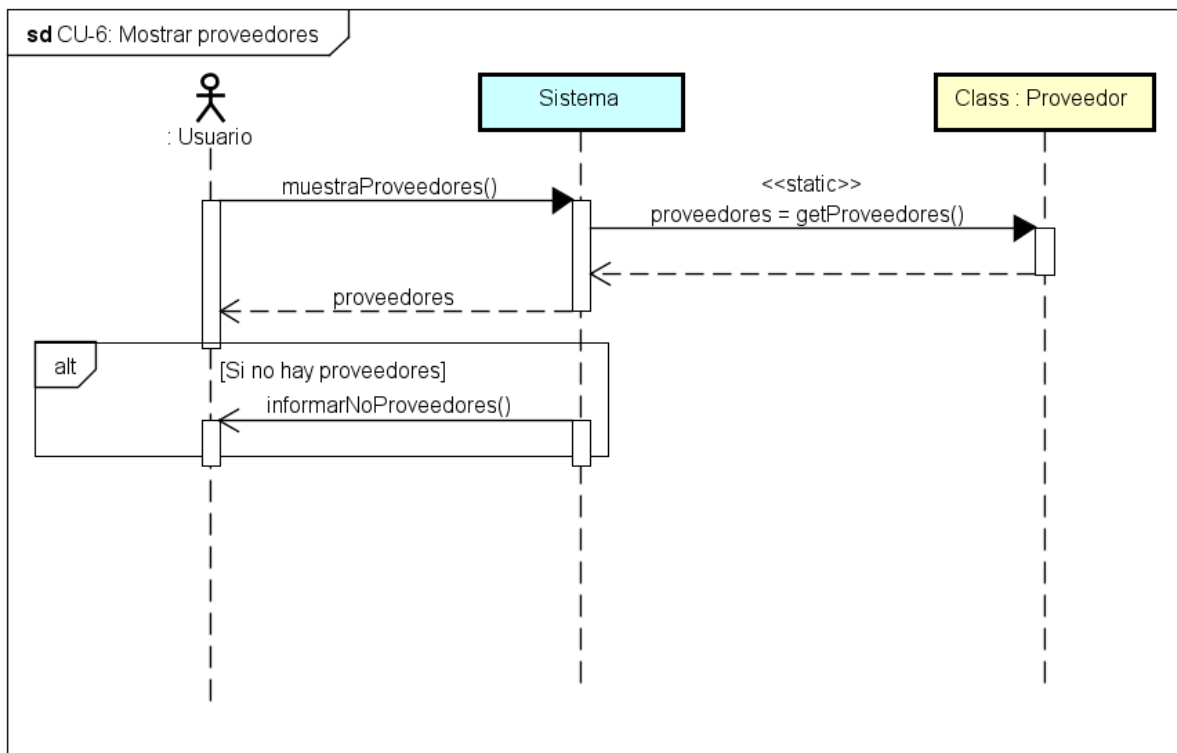 sd CU-6: Mostrar proveedores
: Usuario
Sistema
Class : Proveedor
muestraProveedores()
<<static>>
proveedores = getProveedores()
proveedores
alt
[Si no hay proveedores]
informarNoProveedores()